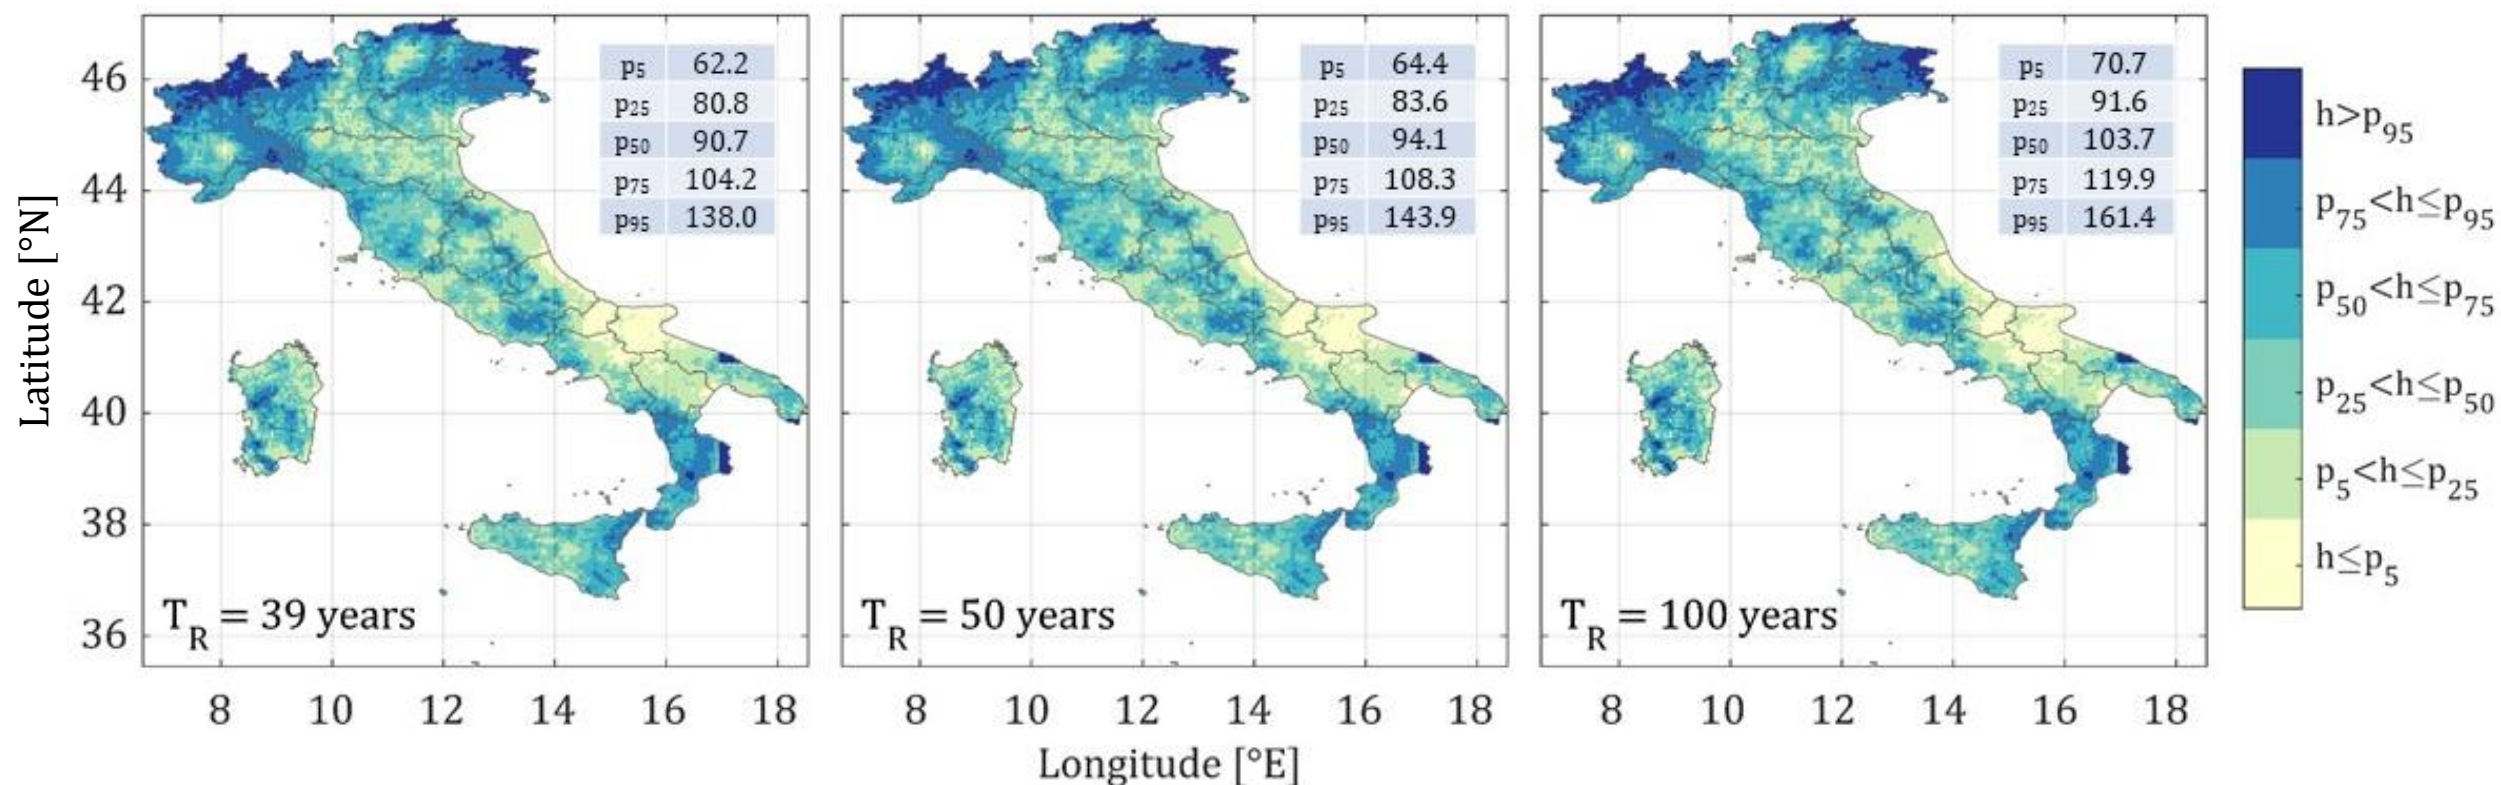 Latitude [°N]
46
44
42
40
38
36
p5 62.2
p25 80.8
p50 90.7
p75 104.2
p95 138.0
TR = 39 years
8 10 12 14 16 18
p5 64.4
p25 83.6
p50 94.1
p75 108.3
p95 143.9
TR = 50 years
8 10 12 14 16 18
p5 70.7
p25 91.6
p50 103.7
p75 119.9
p95 161.4
TR = 100 years
8 10 12 14 16 18
Longitude [°E]
h>p95
p75<h≤p95
p50<h≤p75
p25<h≤p50
p5<h≤p25
h≤p5